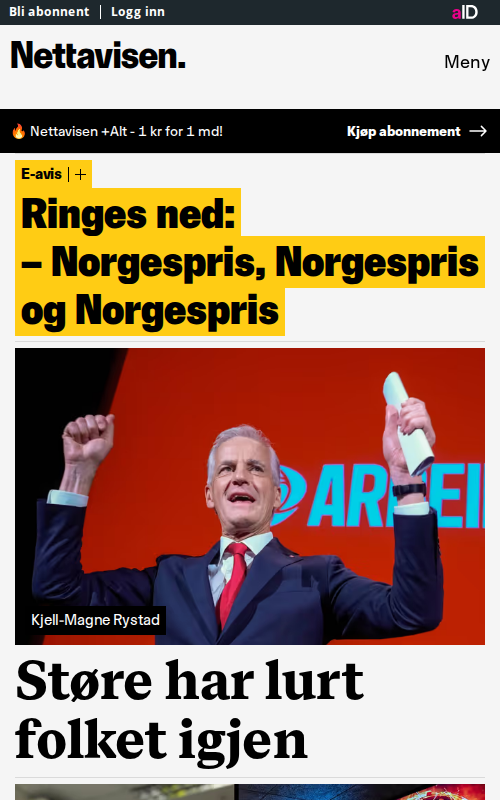 Bli abonnent | Logg inn
aID
Nettavisen.
Meny
🔥 Nettavisen +Alt - 1 kr for 1 md!
Kjøp abonnement →
E-avis | +
Ringes ned:
– Norgespris, Norgespris
og Norgespris
ARBEI
Kjell-Magne Rystad
Støre har lurt
folket igjen